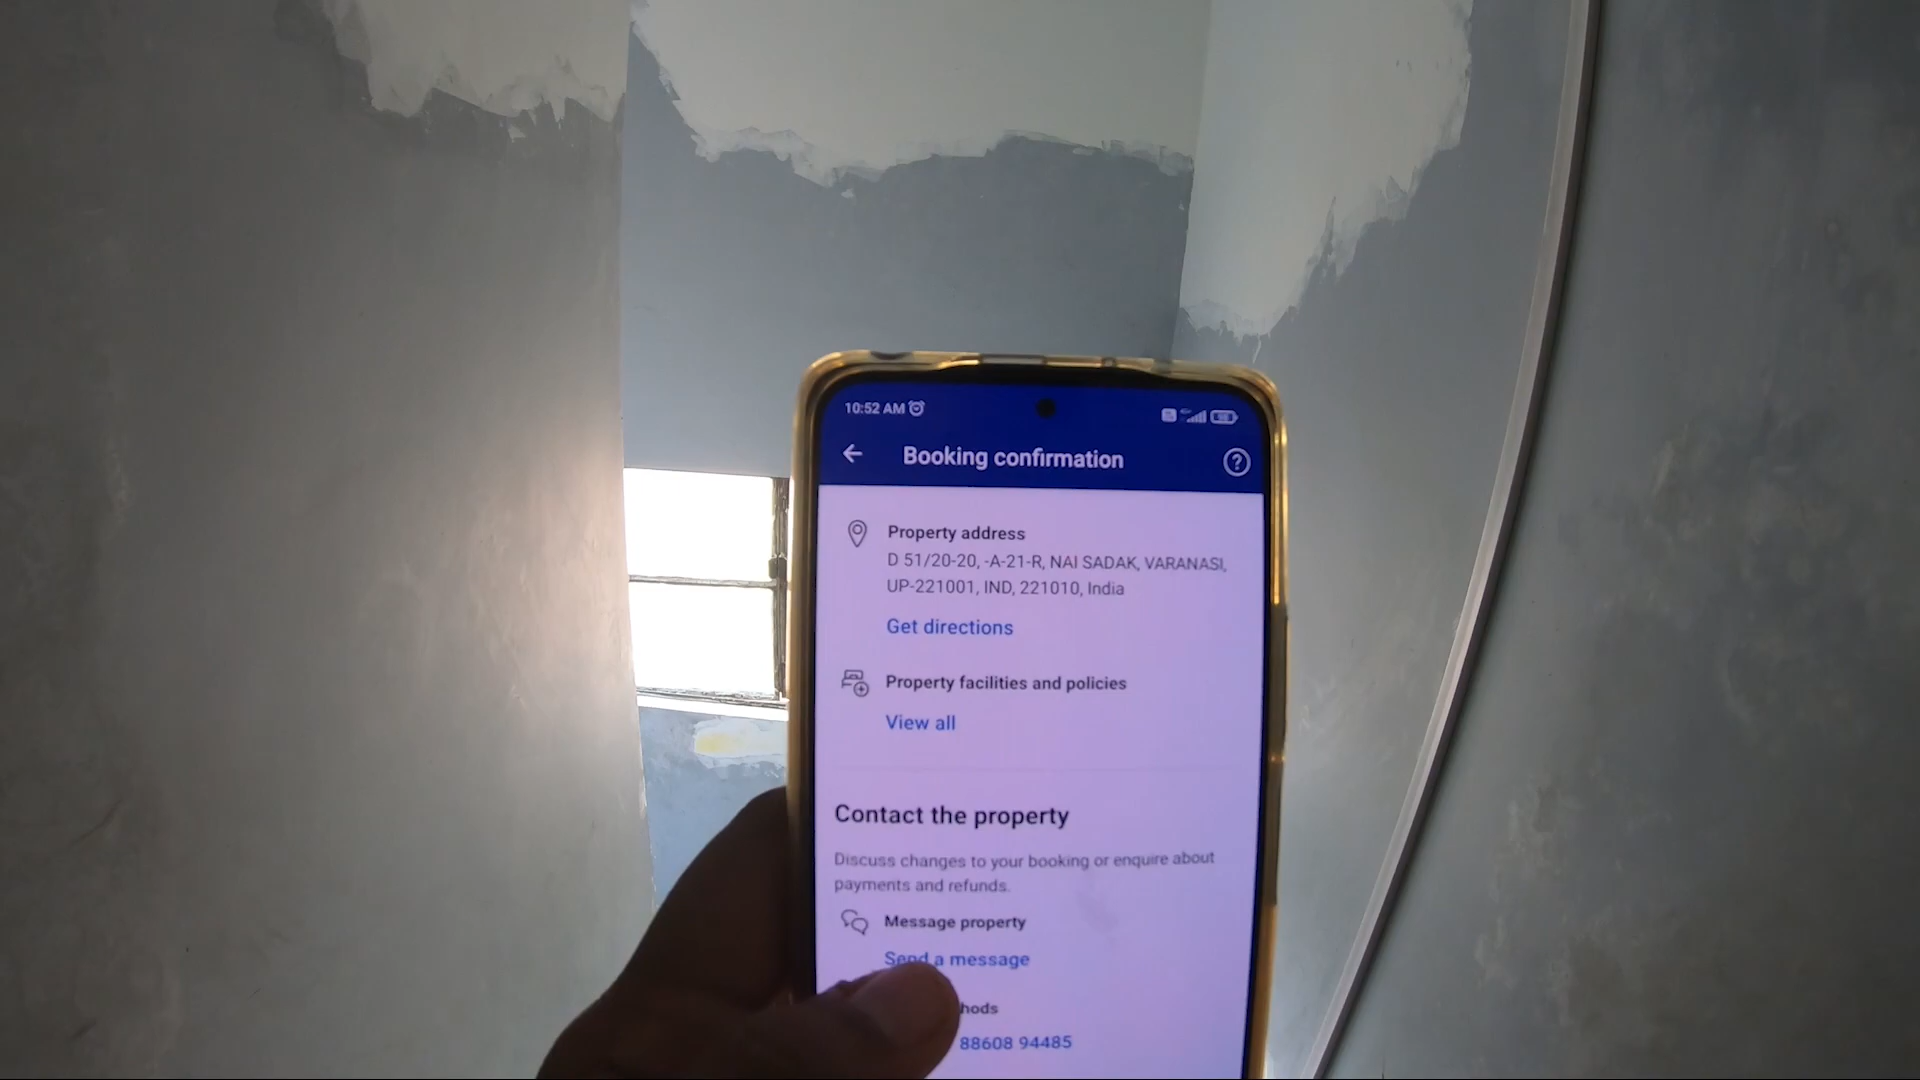 10:52 AM
Booking confirmation
Property address
D 51/20-20, -A-21-R, NAI SADAK, VARANASI,
UP-221001, IND, 221010, India
Get directions
Property facilities and policies
View all
Contact the property
Discuss changes to your booking or enquire about
payments and refunds.
Message property
Send a message
hods
88608 94485